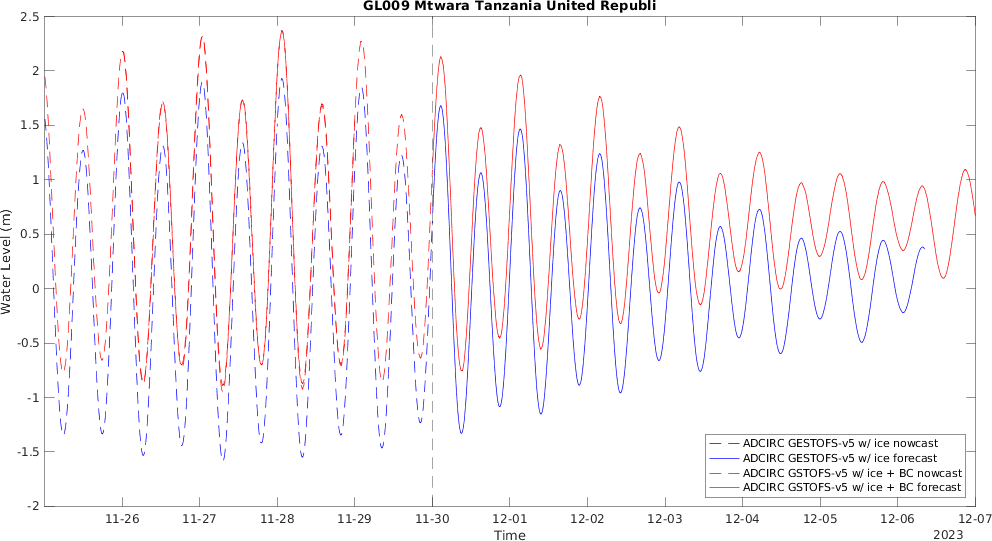 GL009 Mtwara Tanzania United Republi
2.5
2
1.5
1
0.5
0
-0.5
-1
-1.5
-2
Water Level (m)
ADCIRC GESTOFS-v5 w/ ice nowcast
ADCIRC GESTOFS-v5 w/ ice forecast
ADCIRC GSTOFS-v5 w/ ice + BC nowcast
ADCIRC GSTOFS-v5 w/ ice + BC forecast
11-26 11-27 11-28 11-29 11-30 12-01 12-02 12-03 12-04 12-05 12-06 12-07
Time
2023